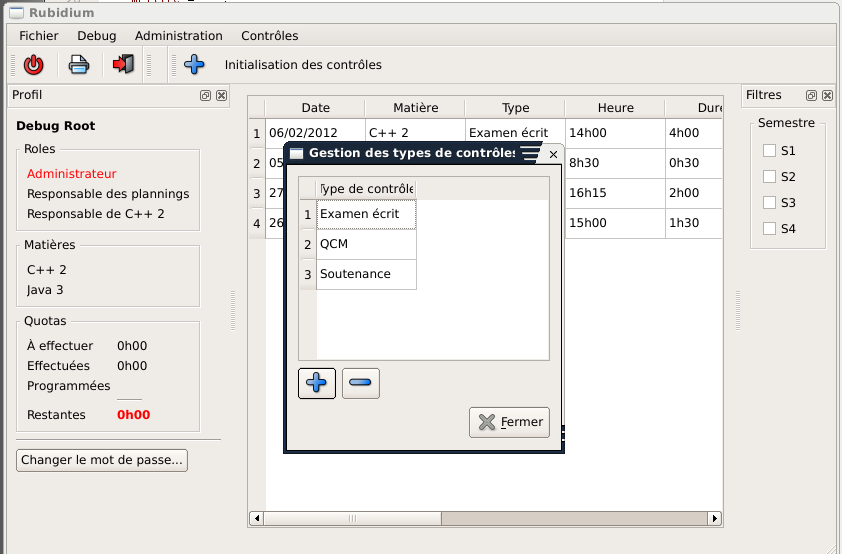 Rubidium
Fichier Debug Administration Contrôles
Initialisation des contrôles
Profil
Debug Root
Roles
Administrateur
Responsable des plannings
Responsable de C++ 2
Matières
C++ 2
Java 3
Quotas
À effectuer 0h00
Effectuées 0h00
Programmées
Restantes 0h00
Changer le mot de passe...
Date Matière Type Heure Duré
1 06/02/2012 C++ 2 Examen écrit 14h00 4h00
2 05 8h30 0h30
3 27 16h15 2h00
4 26 15h00 1h30
Gestion des types de contrôles
Type de contrôle
1 Examen écrit
2 QCM
3 Soutenance
Fermer
Filtres
Semestre
S1
S2
S3
S4